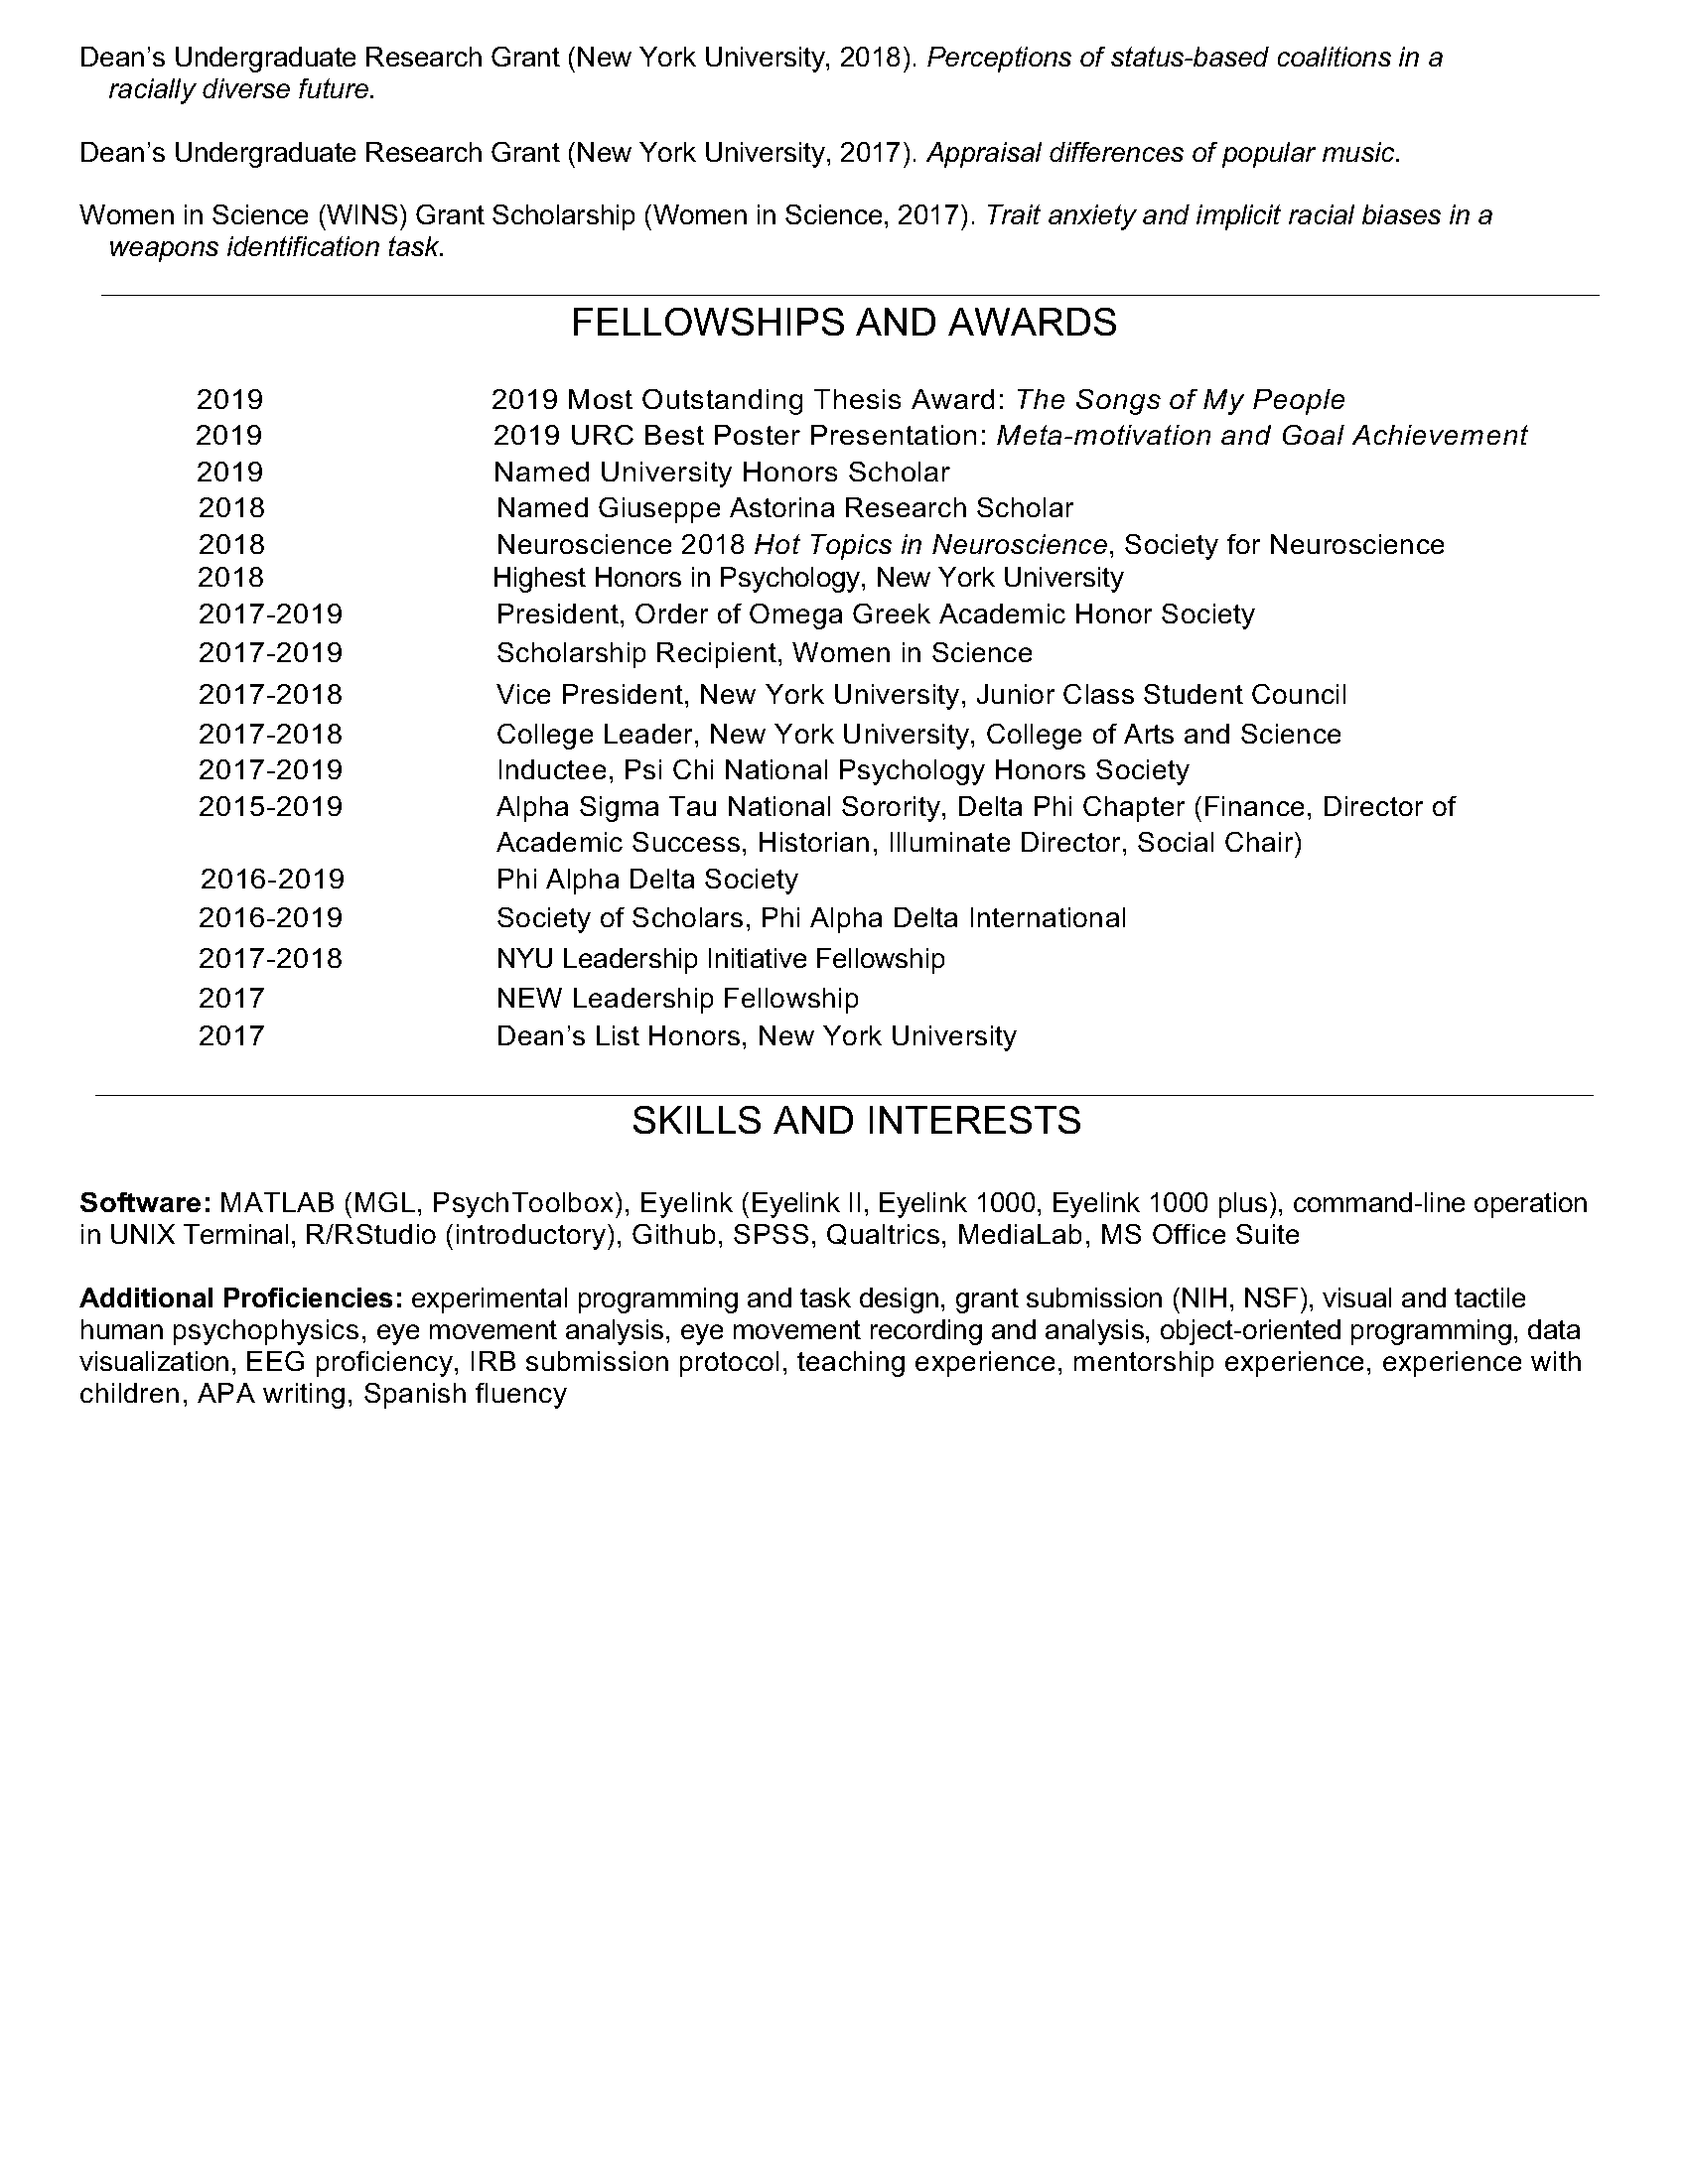 Dean’s Undergraduate Research Grant (New York University, 2018). Perceptions of status-based coalitions in a
racially diverse future.
Dean’s Undergraduate Research Grant (New York University, 2017). Appraisal differences of popular music.
Women in Science (WINS) Grant Scholarship (Women in Science, 2017). Trait anxiety and implicit racial biases in a
weapons identification task.
FELLOWSHIPS AND AWARDS
2019 2019 Most Outstanding Thesis Award: The Songs of My People
2019 2019 URC Best Poster Presentation: Meta-motivation and Goal Achievement
2019 Named University Honors Scholar
2018 Named Giuseppe Astorina Research Scholar
2018 Neuroscience 2018 Hot Topics in Neuroscience, Society for Neuroscience
2018 Highest Honors in Psychology, New York University
2017-2019 President, Order of Omega Greek Academic Honor Society
2017-2019 Scholarship Recipient, Women in Science
2017-2018 Vice President, New York University, Junior Class Student Council
2017-2018 College Leader, New York University, College of Arts and Science
2017-2019 Inductee, Psi Chi National Psychology Honors Society
2015-2019 Alpha Sigma Tau National Sorority, Delta Phi Chapter (Finance, Director of
Academic Success, Historian, Illuminate Director, Social Chair)
2016-2019 Phi Alpha Delta Society
2016-2019 Society of Scholars, Phi Alpha Delta International
2017-2018 NYU Leadership Initiative Fellowship
2017 NEW Leadership Fellowship
2017 Dean’s List Honors, New York University
SKILLS AND INTERESTS
Software: MATLAB (MGL, PsychToolbox), Eyelink (Eyelink II, Eyelink 1000, Eyelink 1000 plus), command-line operation
in UNIX Terminal, R/RStudio (introductory), Github, SPSS, Qualtrics, MediaLab, MS Office Suite
Additional Proficiencies: experimental programming and task design, grant submission (NIH, NSF), visual and tactile
human psychophysics, eye movement analysis, eye movement recording and analysis, object-oriented programming, data
visualization, EEG proficiency, IRB submission protocol, teaching experience, mentorship experience, experience with
children, APA writing, Spanish fluency